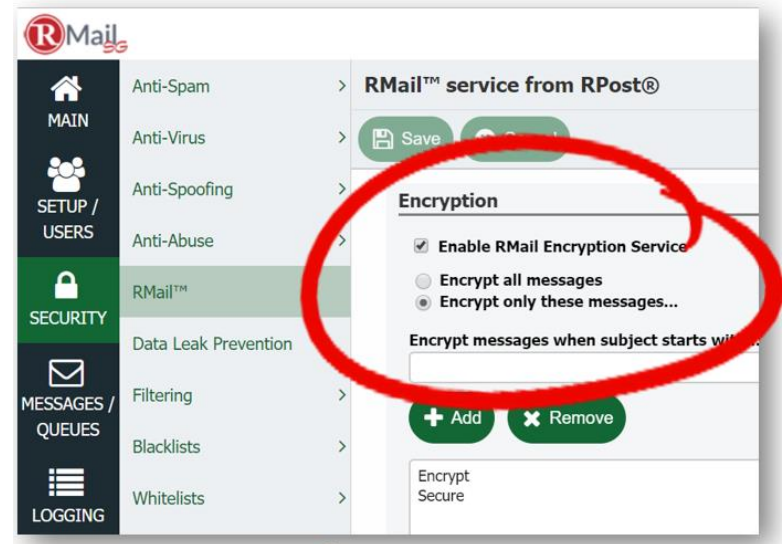 RMail
SG
MAIN
SETUP /
USERS
SECURITY
MESSAGES /
QUEUES
LOGGING
Anti-Spam
Anti-Virus
Anti-Spoofing
Anti-Abuse
RMail™
Data Leak Prevention
Filtering
Blacklists
Whitelists
RMail™ service from RPost®
Save
Encryption
Enable RMail Encryption Service
Encrypt all messages
Encrypt only these messages...
Encrypt messages when subject starts
Add
Remove
Encrypt
Secure